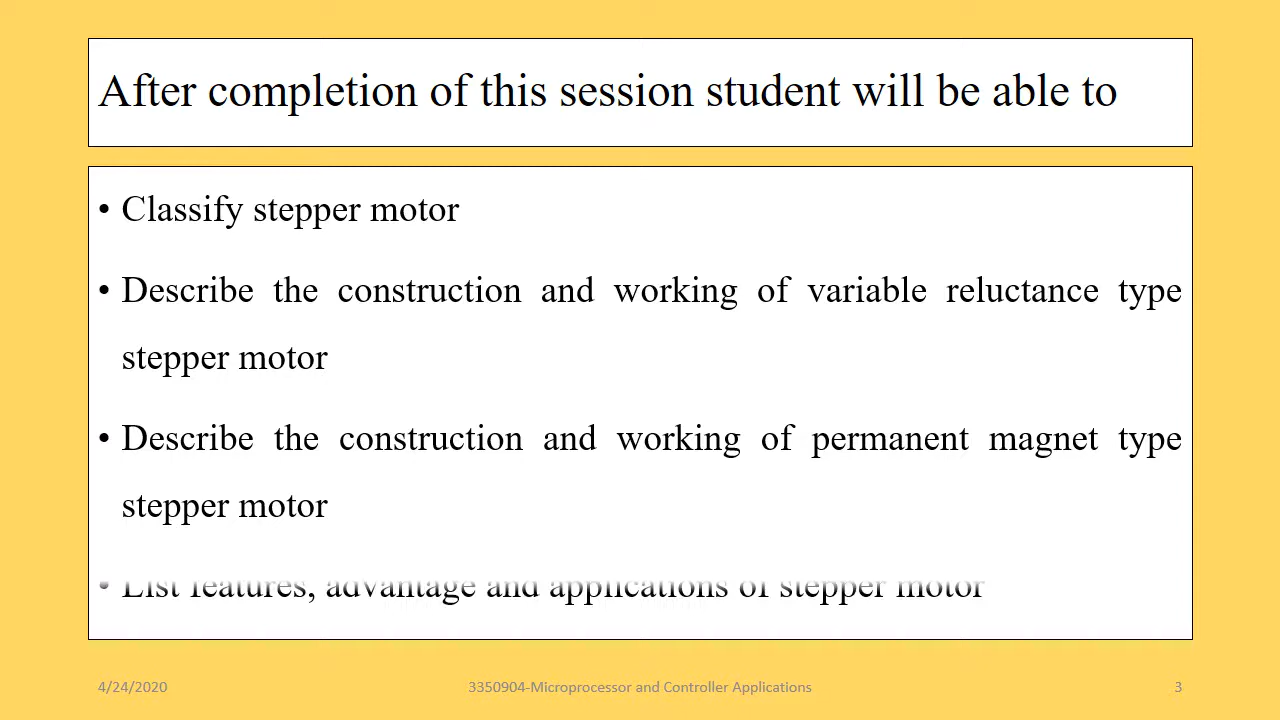 After completion of this session student will be able to
• Classify stepper motor
• Describe the construction and working of variable reluctance type
stepper motor
• Describe the construction and working of permanent magnet type
stepper motor
• List features, advantage and applications of stepper motor
4/24/2020
3350904-Microprocessor and Controller Applications
3